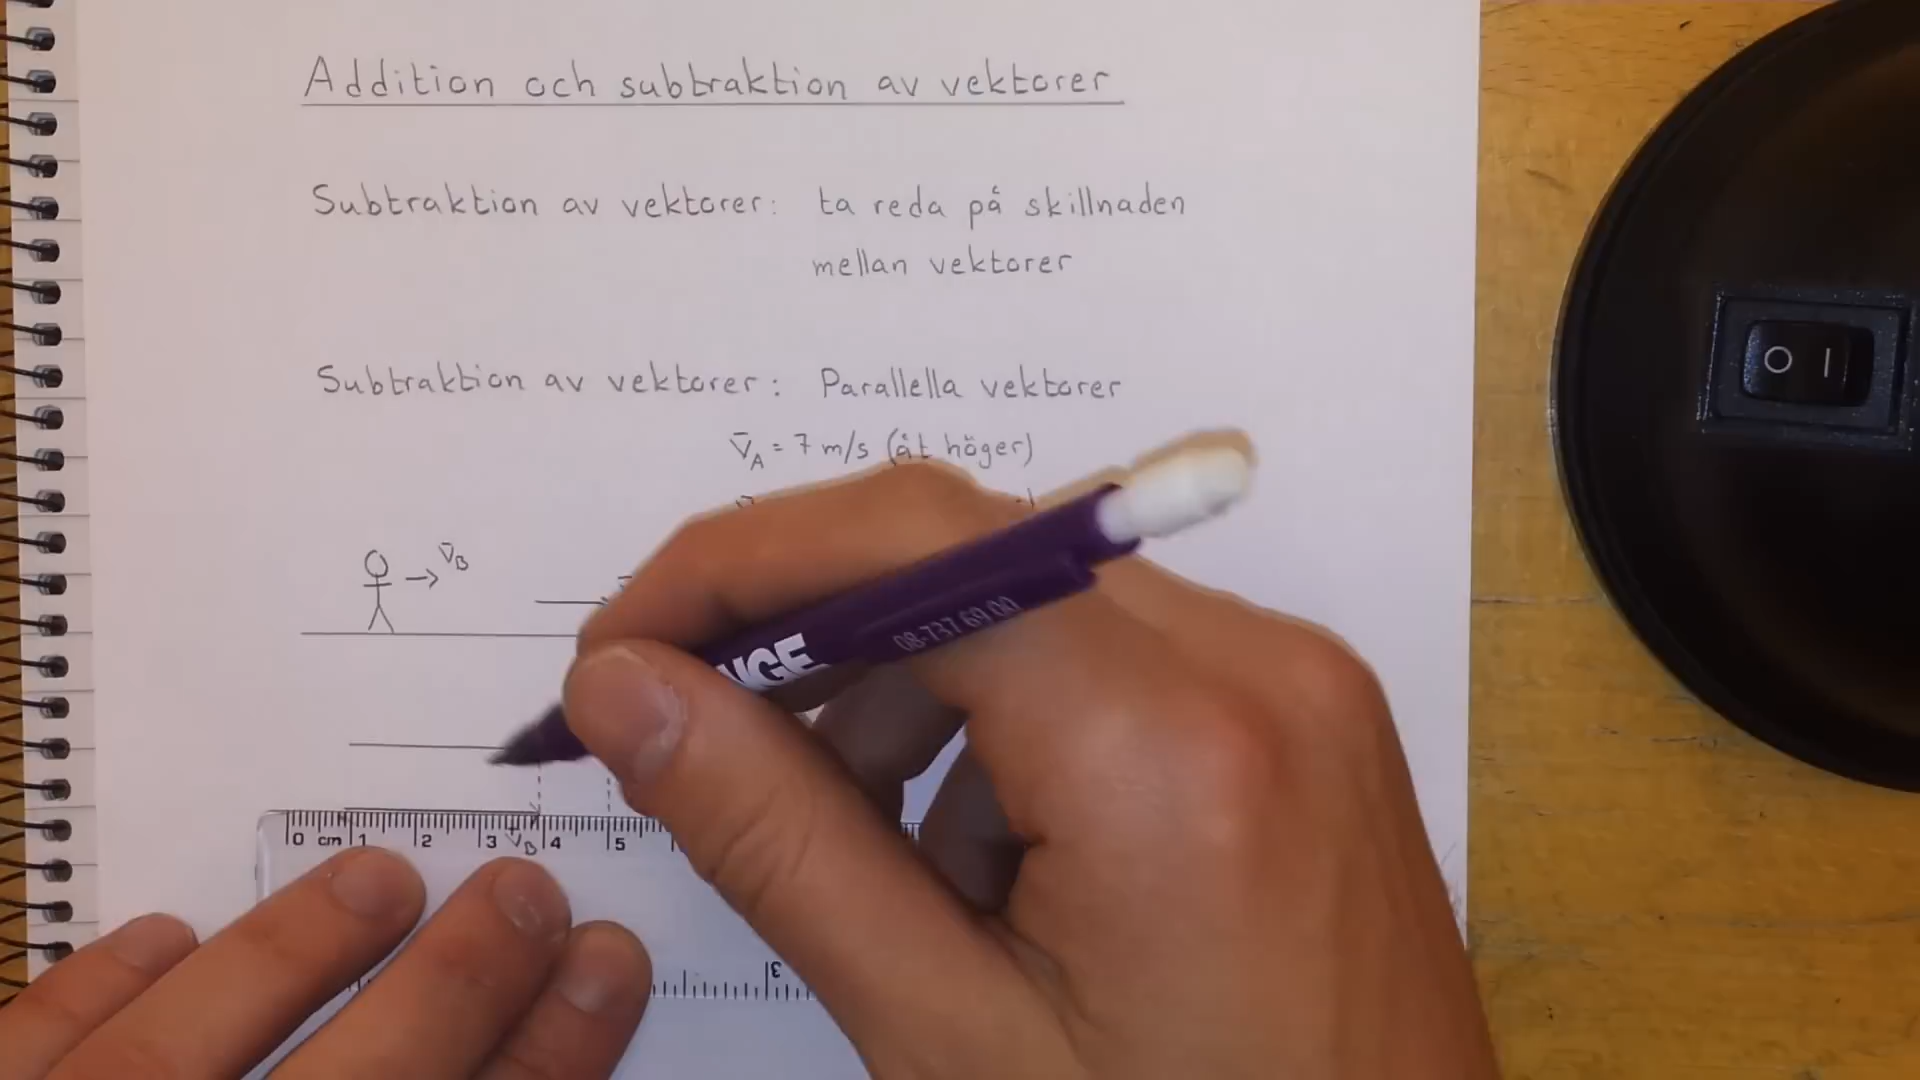 Addition och subtraktion av vektorer
Subtraktion av vektorer: ta reda på skillnaden
mellan vektorer
Subtraktion av vektorer: Parallella vektorer
v̄A = 7 m/s (åt höger)
v̄B
08-737 69 00
0 cm 1 2 3 4 5
v̄B
3
O I